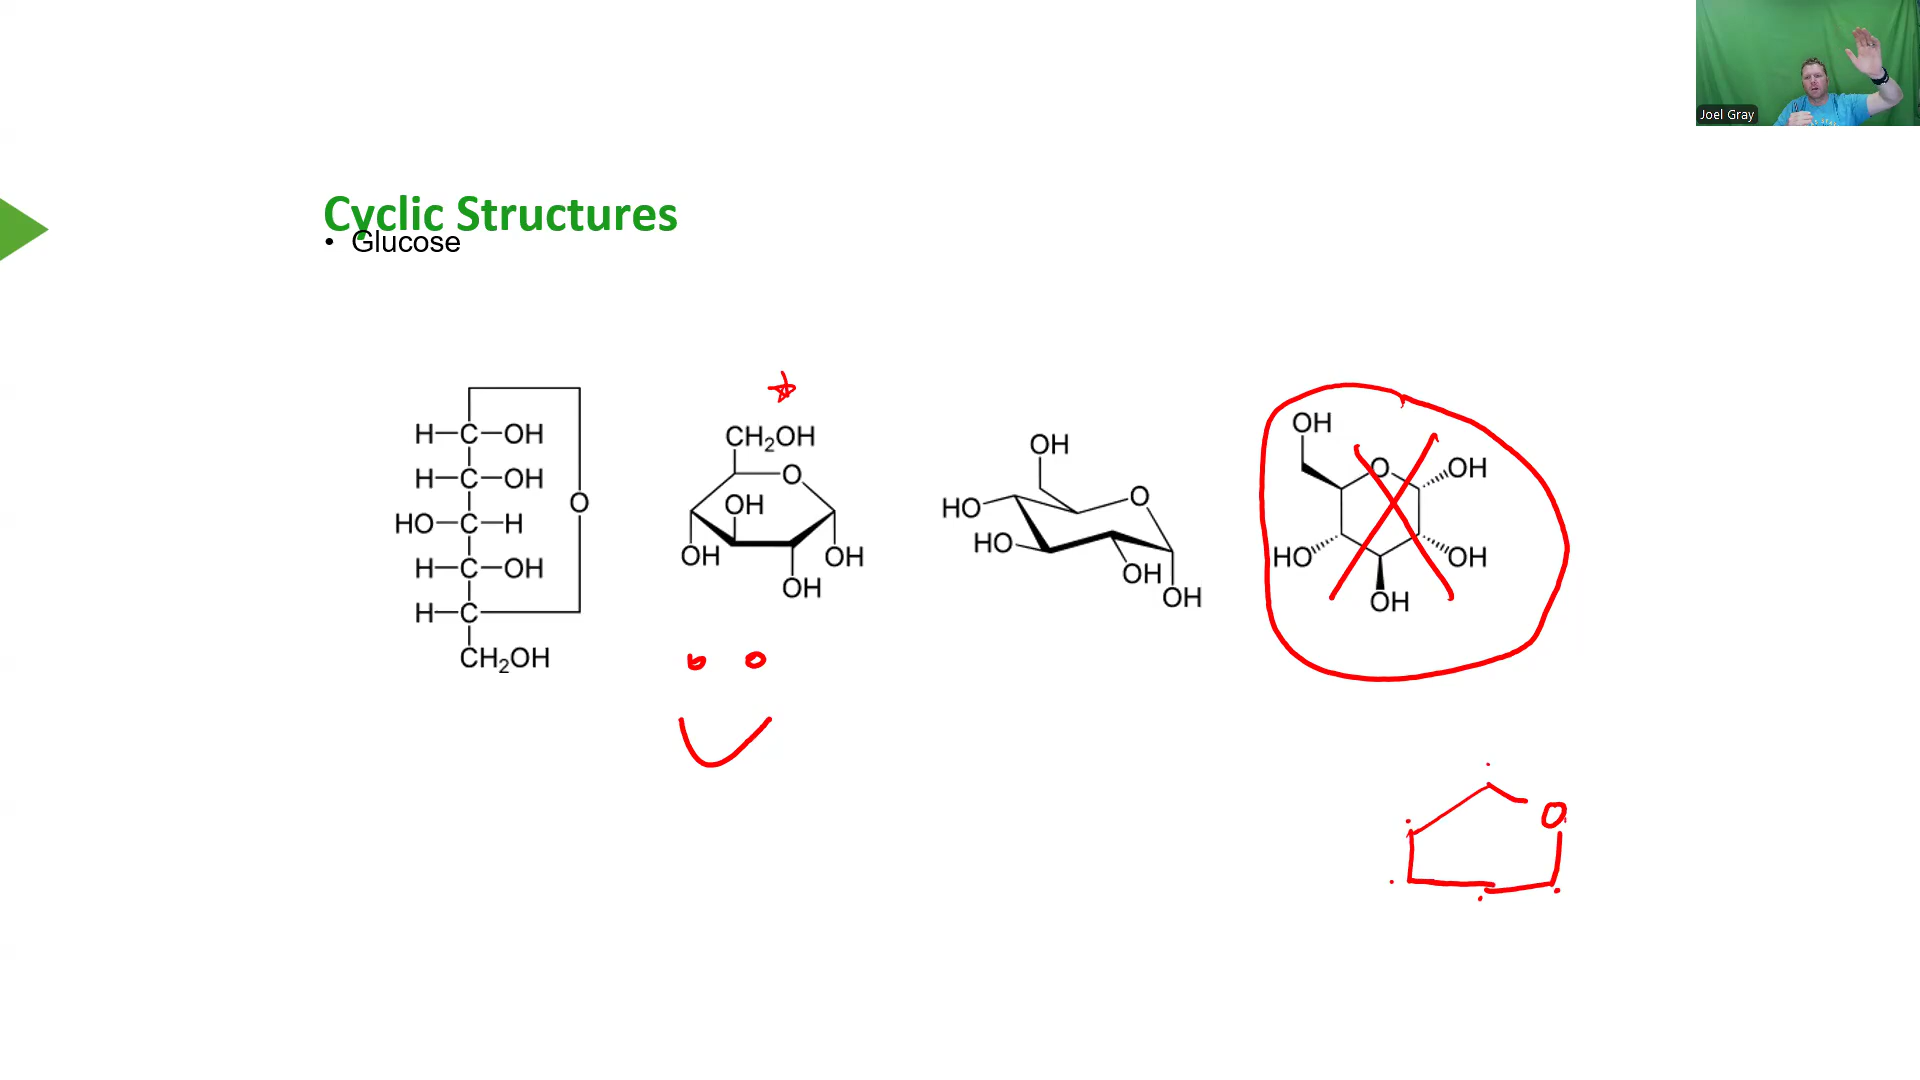 Joel Gray
Cyclic Structures
• Glucose
H–C–OH
H–C–OH
HO–C–H
H–C–OH
H–C
CH₂OH
O
CH₂OH
O
OH
OH
OH
OH
OH
O
HO
HO
OH
OH
OH
O
OH
HO
OH
OH
O